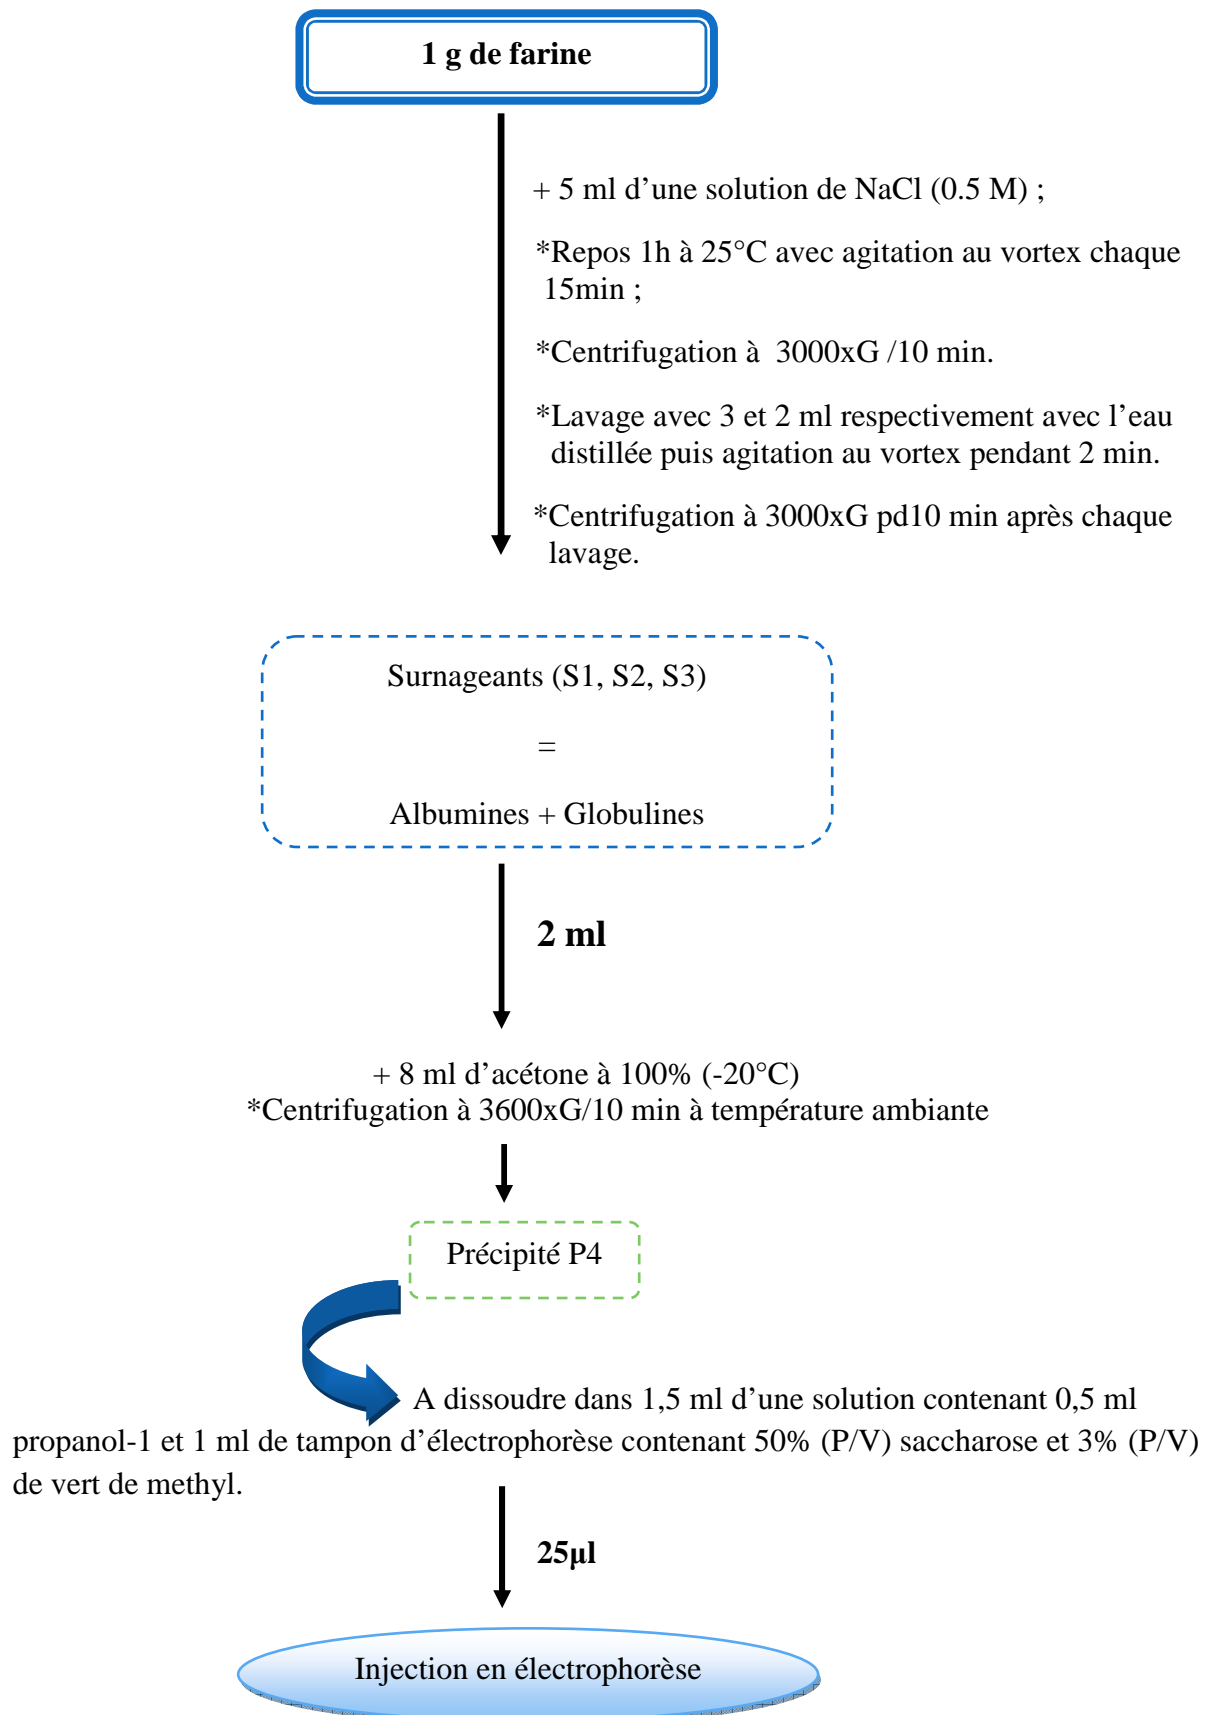 1 g de farine
+ 5 ml d’une solution de NaCl (0.5 M) ;
*Repos 1h à 25°C avec agitation au vortex chaque
15min ;
*Centrifugation à 3000xG /10 min.
*Lavage avec 3 et 2 ml respectivement avec l’eau
distillée puis agitation au vortex pendant 2 min.
*Centrifugation à 3000xG pd10 min après chaque
lavage.
Surnageants (S1, S2, S3)
=
Albumines + Globulines
2 ml
+ 8 ml d’acétone à 100% (-20°C)
*Centrifugation à 3600xG/10 min à température ambiante
Précipité P4
A dissoudre dans 1,5 ml d’une solution contenant 0,5 ml
propanol-1 et 1 ml de tampon d’électrophorèse contenant 50% (P/V) saccharose et 3% (P/V)
de vert de methyl.
25µl
Injection en électrophorèse